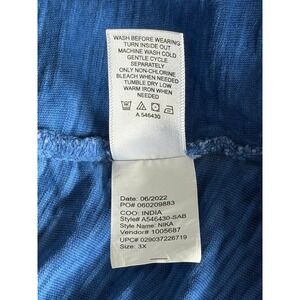 WASH BEFORE WEARING
TURN INSIDE OUT
MACHINE WASH COLD
GENTLE CYCLE
SEPARATELY
ONLY NON-CHLORINE
BLEACH WHEN NEEDED
TUMBLE DRY LOW
WARM IRON WHEN
NEEDED
A 546430
Date: 06/2022
PO# 060209883
COO: INDIA
Style# A546430-SAB
Style Name: NIKA
Vendor# 1005687
UPC# 029037226719
Size: 3X